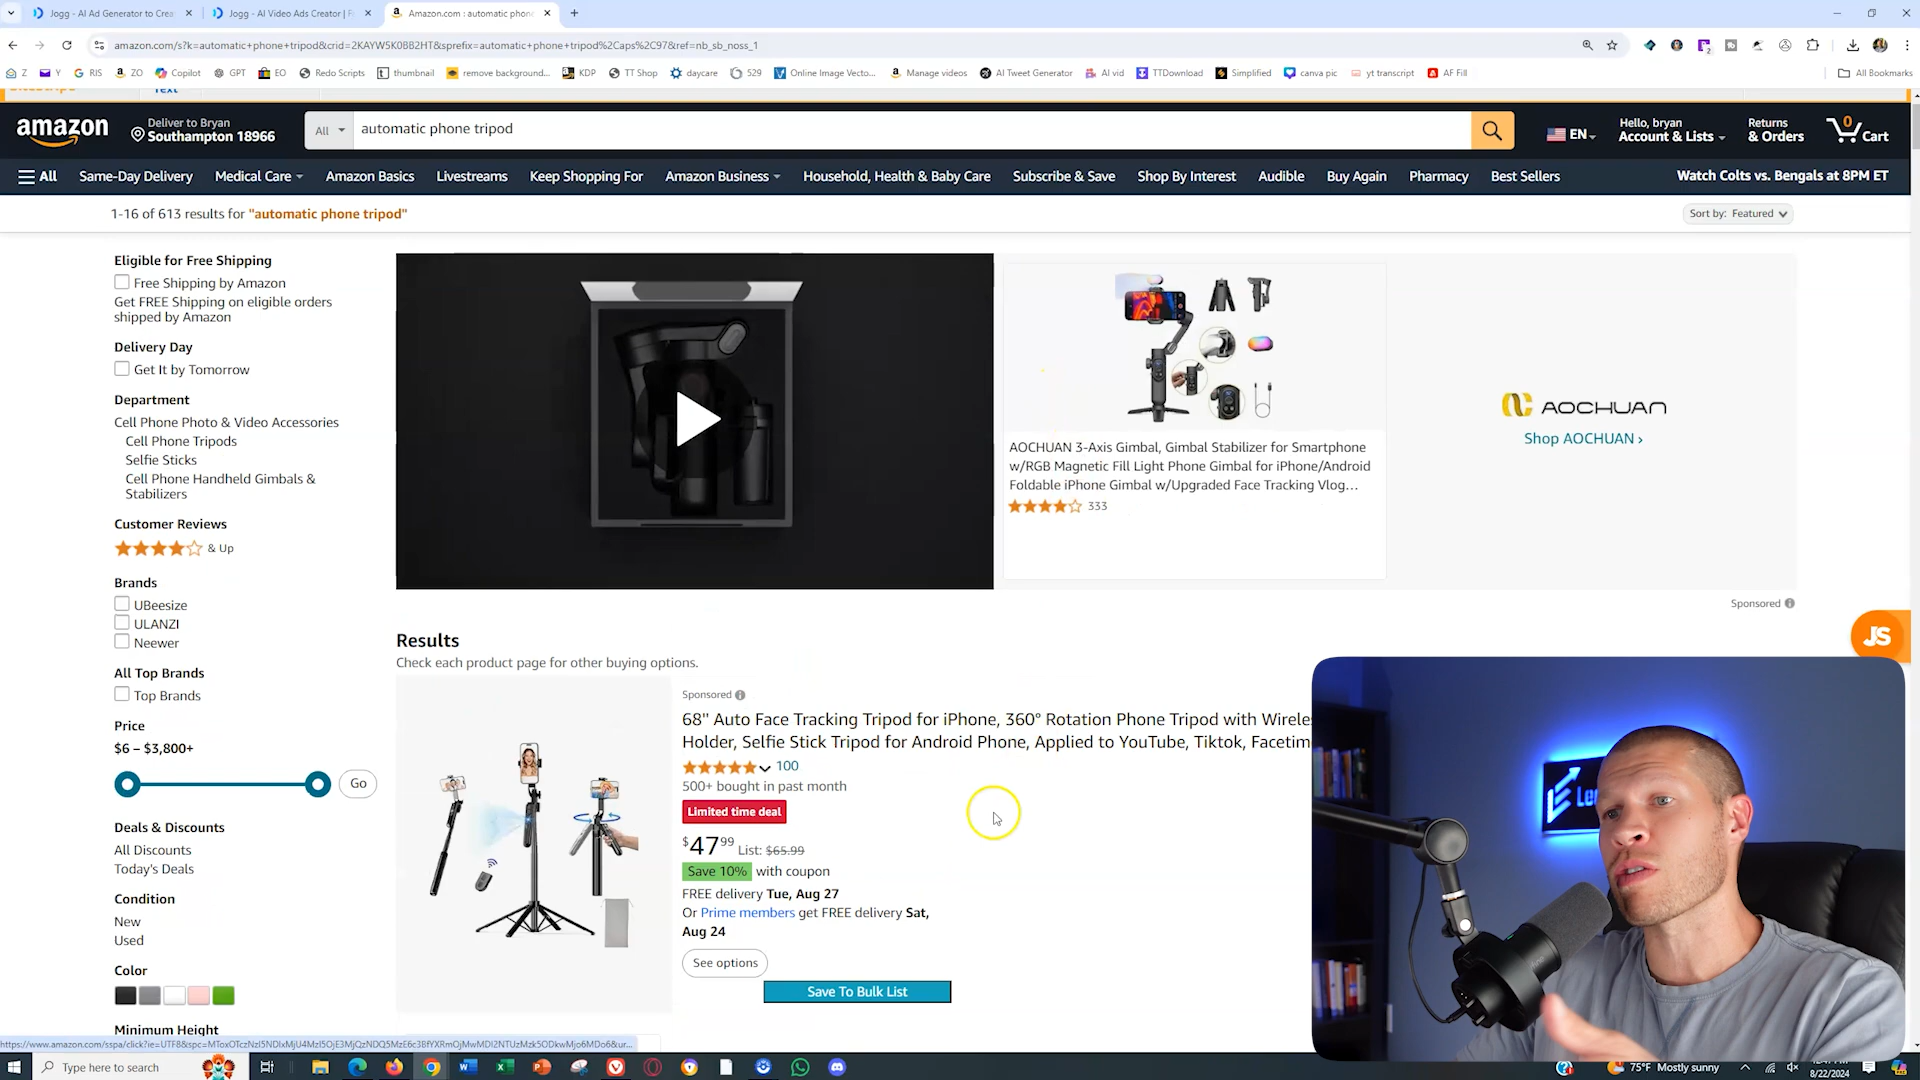 Jogg - AI Ad Generator to Crea
Jogg - AI Video Ads Creator | F
Amazon.com : automatic phon
amazon.com/s?k=automatic+phone+tripod&crid=2KAYW5K0BB2HT&sprefix=automatic+phone+tripod%2Caps%2C97&ref=nb_sb_noss_1
Z Y RIS ZO Copilot GPT EO Redo Scripts thumbnail remove background... KDP TT Shop daycare 529 Online Image Vecto... Manage videos AI Tweet Generator AI vid TTDownload Simplified canva pic yt transcript AF Fill All Bookmarks
Text
amazon
Deliver to Bryan
Southampton 18966
All
automatic phone tripod
EN
Hello, bryan
Account & Lists
Returns
& Orders
0
Cart
All Same-Day Delivery Medical Care Amazon Basics Livestreams Keep Shopping For Amazon Business Household, Health & Baby Care Subscribe & Save Shop By Interest Audible Buy Again Pharmacy Best Sellers Watch Colts vs. Bengals at 8PM ET
1-16 of 613 results for "automatic phone tripod"
Sort by: Featured
Eligible for Free Shipping
Free Shipping by Amazon
Get FREE Shipping on eligible orders
shipped by Amazon
Delivery Day
Get It by Tomorrow
Department
Cell Phone Photo & Video Accessories
Cell Phone Tripods
Selfie Sticks
Cell Phone Handheld Gimbals &
Stabilizers
Customer Reviews
& Up
Brands
UBeesize
ULANZI
Neewer
All Top Brands
Top Brands
Price
$6 – $3,800+
Go
Deals & Discounts
All Discounts
Today's Deals
Condition
New
Used
Color
Minimum Height
AOCHUAN 3-Axis Gimbal, Gimbal Stabilizer for Smartphone
w/RGB Magnetic Fill Light Phone Gimbal for iPhone/Android
Foldable iPhone Gimbal w/Upgraded Face Tracking Vlog...
333
AOCHUAN
Shop AOCHUAN ›
Sponsored
JS
Results
Check each product page for other buying options.
Sponsored
68" Auto Face Tracking Tripod for iPhone, 360° Rotation Phone Tripod with Wirele
Holder, Selfie Stick Tripod for Android Phone, Applied to YouTube, Tiktok, Facetim
100
500+ bought in past month
Limited time deal
$47.99 List: $65.99
Save 10% with coupon
FREE delivery Tue, Aug 27
Or Prime members get FREE delivery Sat,
Aug 24
See options
Save To Bulk List
Type here to search
75°F Mostly sunny
8/22/2024